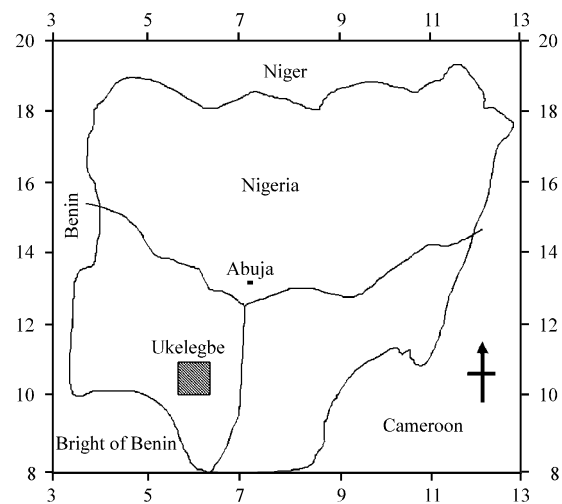 3 5 7 9 11 13
20 20
Niger
18 18
Nigeria
16 16
Benin
14 14
Abuja
12 12
Ukelegbe
10 10
Cameroon
Bright of Benin
8 8
3 5 7 9 11 13